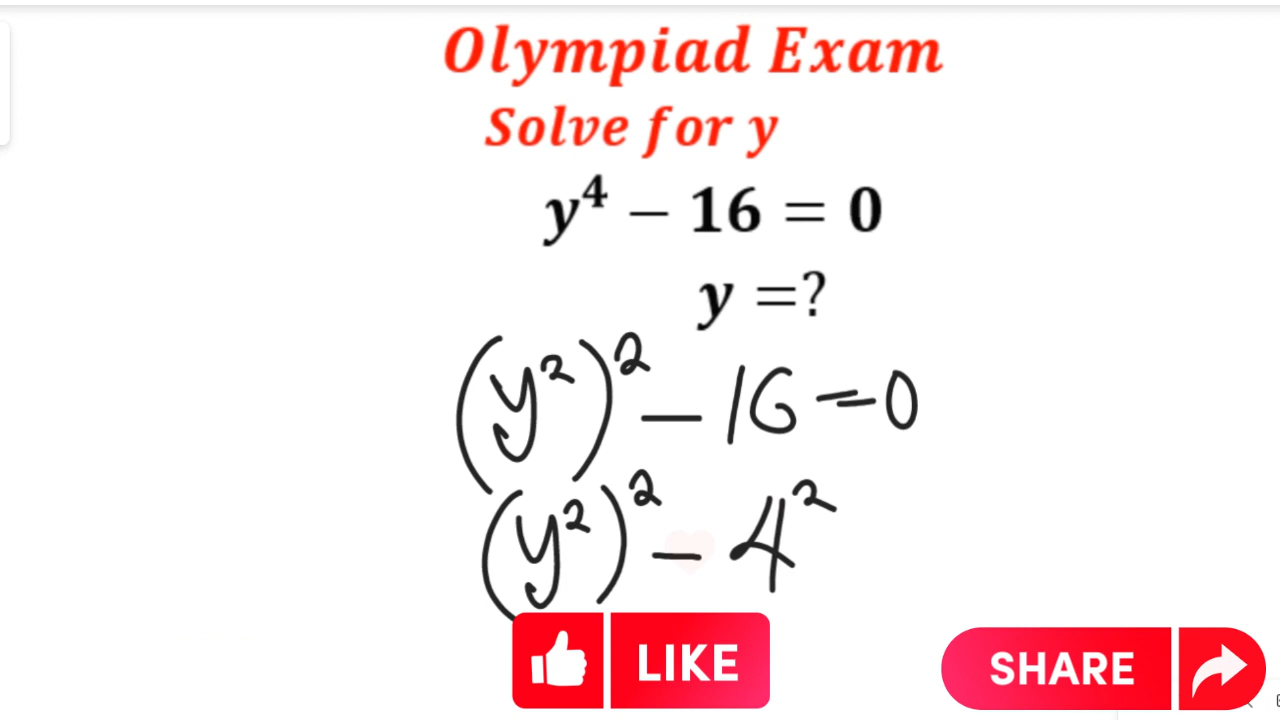 Olympiad Exam
Solve for y
y⁴ − 16 = 0
y =?
(y²)² − 16 = 0
(y²)² − 4²
LIKE
SHARE